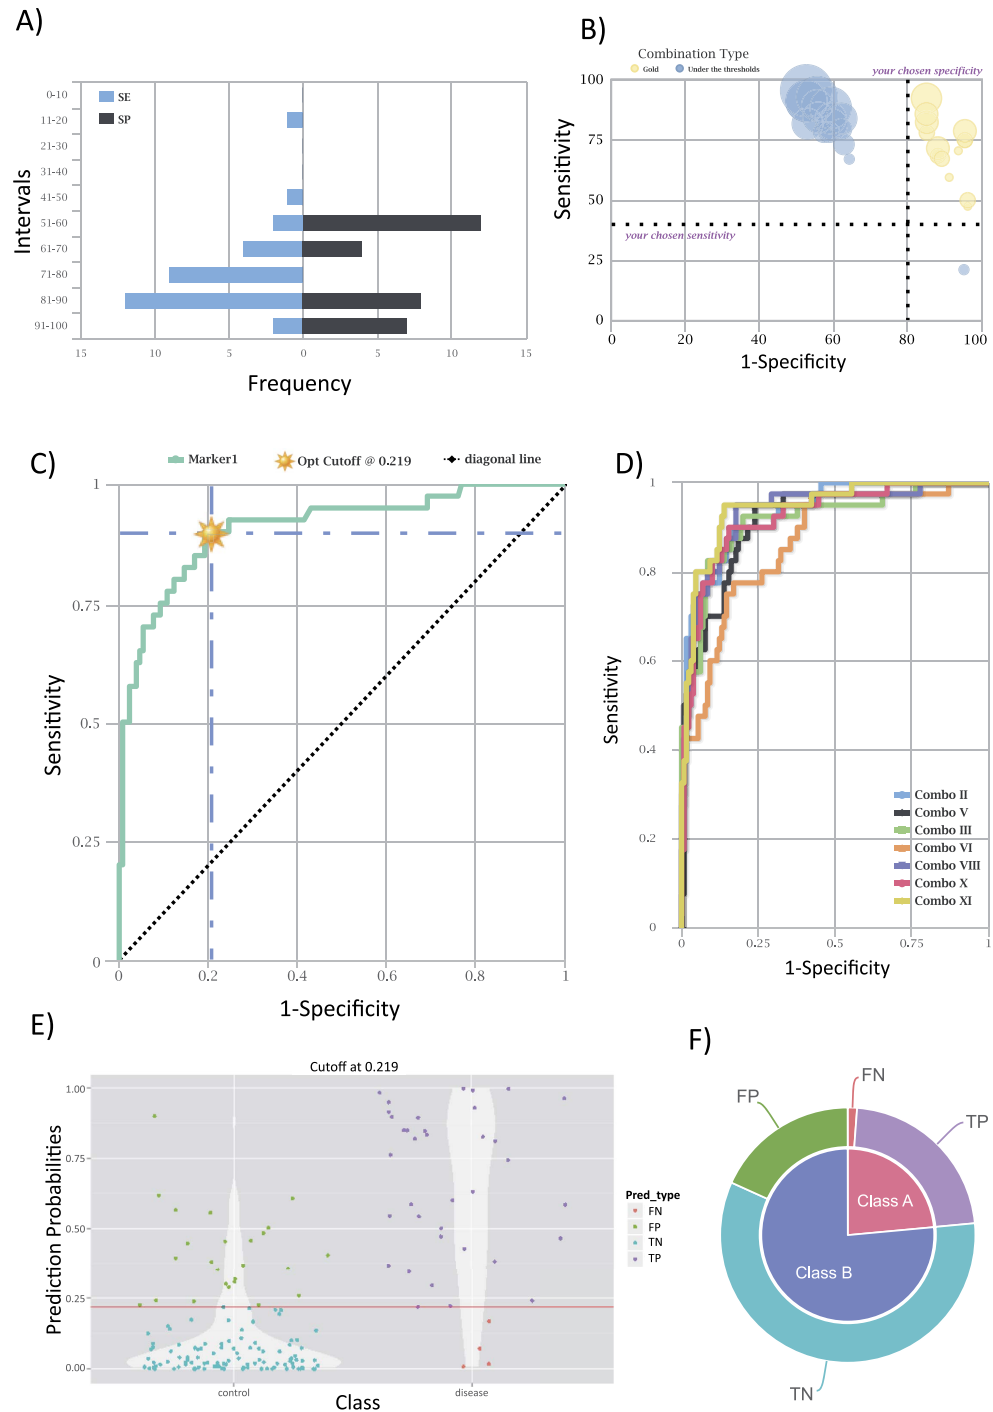 A)
SE
SP
0-10
11-20
21-30
31-40
41-50
51-60
61-70
71-80
81-90
91-100
Intervals
15
10
5
0
5
10
15
Frequency
B)
Combination Type
Gold
Under the thresholds
your chosen specificity
your chosen sensitivity
100
75
50
25
0
Sensitivity
0
20
40
60
80
100
1-Specificity
C)
Marker1
Opt Cutoff @ 0.219
diagonal line
1
0.75
0.5
0.25
0
Sensitivity
0
0.2
0.4
0.6
0.8
1
1-Specificity
D)
1
0.8
0.6
0.4
0.2
0
Sensitivity
Combo II
Combo V
Combo III
Combo VI
Combo VIII
Combo X
Combo XI
0
0.25
0.5
0.75
1
1-Specificity
E)
Cutoff at 0.219
1.00
0.75
0.50
0.25
0.00
Prediction Probabilities
control
disease
Class
Pred_type
FN
FP
TN
TP
F)
FN
FP
TP
Class A
Class B
TN